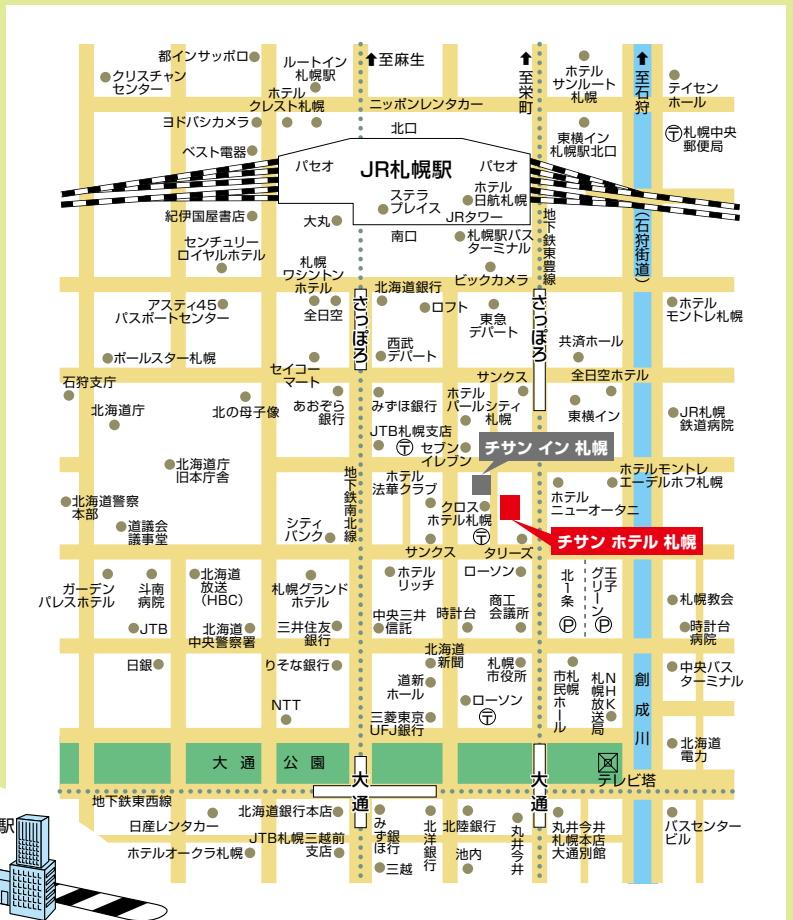 都インサッポロ
クリスチャン
センター
ルートイン
札幌駅
至麻生
至栄町
ホテル
サンルート
札幌
至石狩
テイセン
ホール
ホテル
クレスト札幌
ニッポンレンタカー
ヨドバシカメラ
北口
東横イン
札幌駅北口
〒札幌中央
郵便局
ベスト電器
パセオ
JR札幌駅
パセオ
ステラ
プレイス
ホテル
日航札幌
JRタワー
紀伊国屋書店
大丸
南口
札幌駅バス
ターミナル
地下鉄東豊線
(石狩街道)
センチュリー
ロイヤルホテル
札幌
ワシントン
ホテル
ビックカメラ
北海道銀行
アスティ45
パスポートセンター
全日空
さっぽろ
ロフト
東急
デパート
さっぽろ
ホテル
モントレ札幌
西武
デパート
共済ホール
ポールスター札幌
セイコー
マート
サンクス
全日空ホテル
石狩支庁
北海道庁
北の母子像
あおぞら
銀行
みずほ銀行
ホテル
パールシティ
札幌
東横イン
JR札幌
鉄道病院
JTB札幌支店
〒
セブン
イレブン
チサン イン 札幌
北海道庁
旧本庁舎
地下鉄南北線
ホテル
法華クラブ
ホテルモントレ
エーデルホフ札幌
北海道警察
本部
道議会
議事堂
シティ
バンク
クロス
ホテル札幌
〒
ホテル
ニューオータニ
チサン ホテル 札幌
サンクス
タリーズ
ガーデン
パレスホテル
斗南
病院
北海道
放送
(HBC)
札幌グランド
ホテル
ホテル
リッチ
ローソン
北1条
Ⓟ
王子
グリーン
Ⓟ
札幌教会
JTB
北海道
中央警察署
三井住友
銀行
中央三井
信託
時計台
商工
会議所
時計台
病院
日銀
りそな銀行
北海道
新聞
道新
ホール
札幌
市役所
札幌
市民ホール
NHK
札幌放送局
創成川
中央バス
ターミナル
NTT
三菱東京
UFJ銀行
ローソン
〒
大通公園
大通
大通
テレビ塔
北海道
電力
地下鉄東西線
日産レンタカー
北海道銀行本店
みずほ
銀行
北洋銀行
北陸銀行
丸井今井
丸井今井
札幌本店
大通別館
バスセンター
ビル
駅
ホテルオークラ札幌
JTB札幌三越前
支店
三越
池内